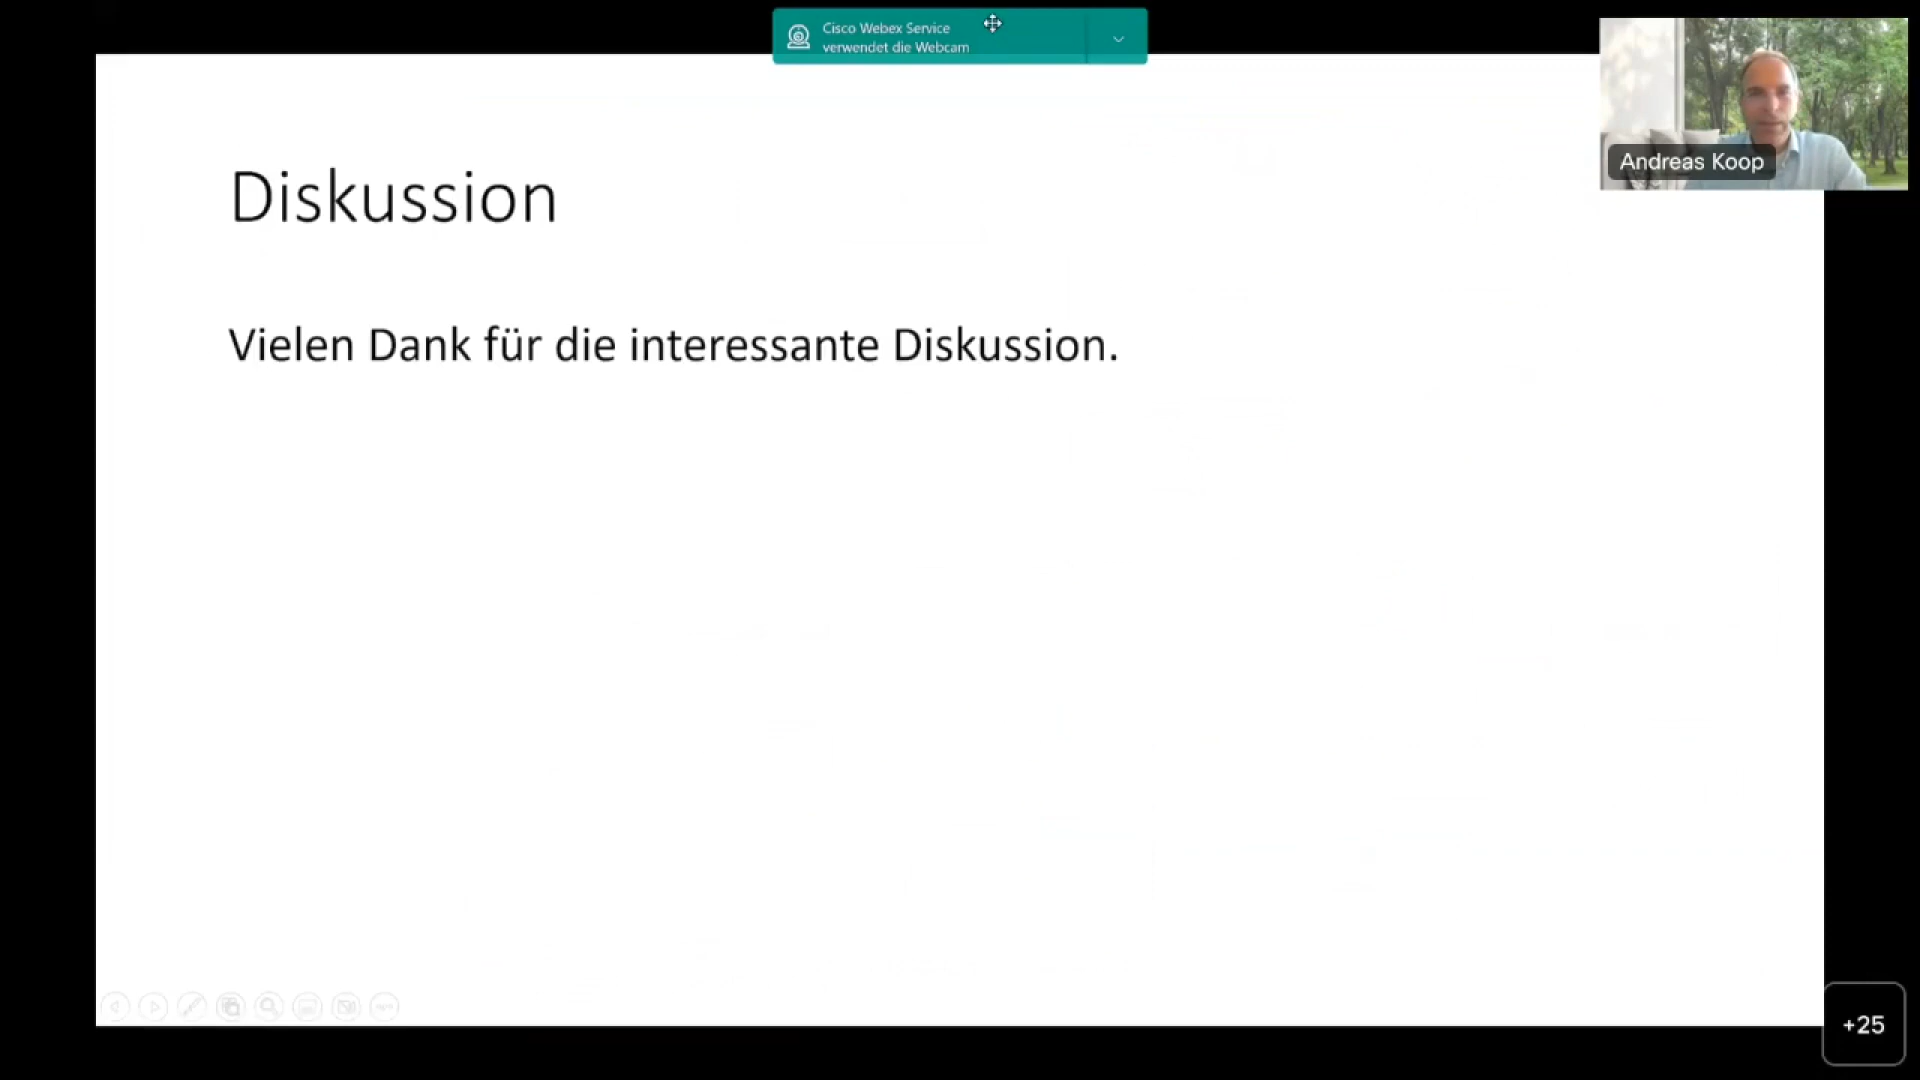 Cisco Webex Service
verwendet die Webcam
Andreas Koop
Diskussion
Vielen Dank für die interessante Diskussion.
+25